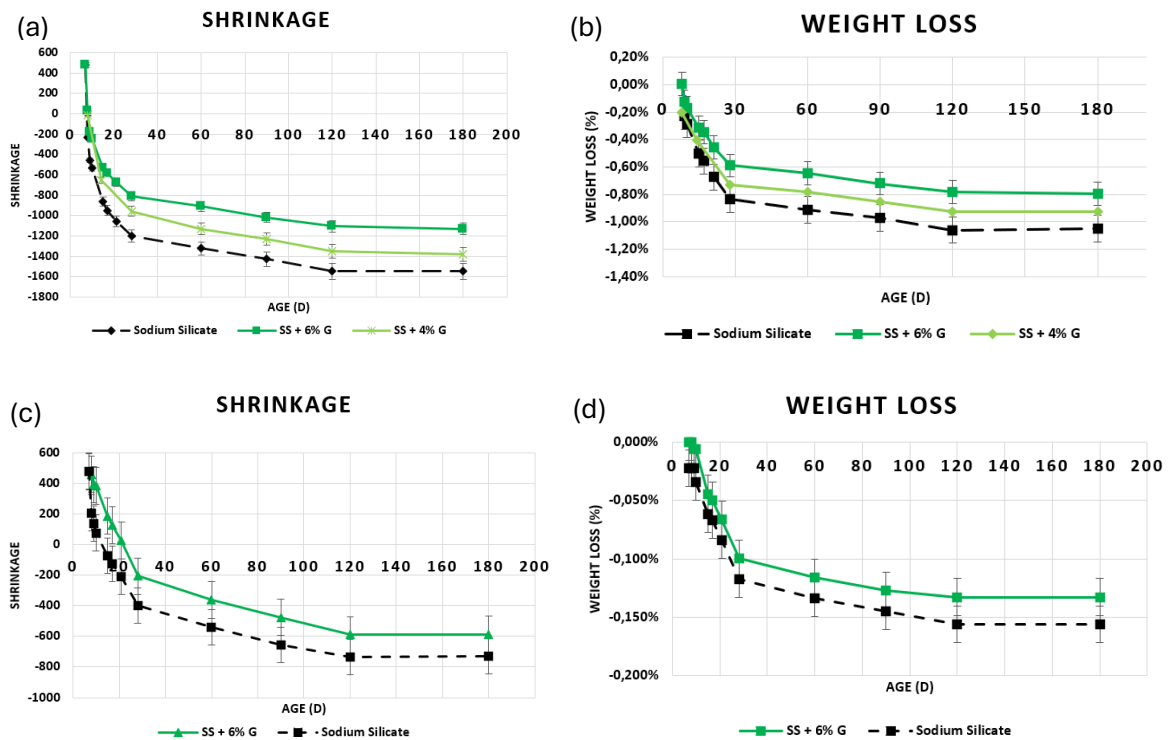 (a)
SHRINKAGE
600
400
200
0
-200
-400
-600
-800
-1000
-1200
-1400
-1600
-1800
0 20 40 60 80 100 120 140 160 180 200
SHRINKAGE
AGE (D)
Sodium Silicate SS + 6% G SS + 4% G
(b)
WEIGHT LOSS
0,20%
0,00%
-0,20%
-0,40%
-0,60%
-0,80%
-1,00%
-1,20%
-1,40%
0 30 60 90 120 150 180
WEIGHT LOSS (%)
AGE (D)
Sodium Silicate SS + 6% G SS + 4% G
(c)
SHRINKAGE
600
400
200
0
-200
-400
-600
-800
-1000
0 20 40 60 80 100 120 140 160 180 200
SHRINKAGE
AGE (D)
SS + 6% G Sodium Silicate
(d)
WEIGHT LOSS
0,000%
-0,050%
-0,100%
-0,150%
-0,200%
0 20 40 60 80 100 120 140 160 180 200
WEIGHT LOSS (%)
AGE (D)
SS + 6% G Sodium Silicate